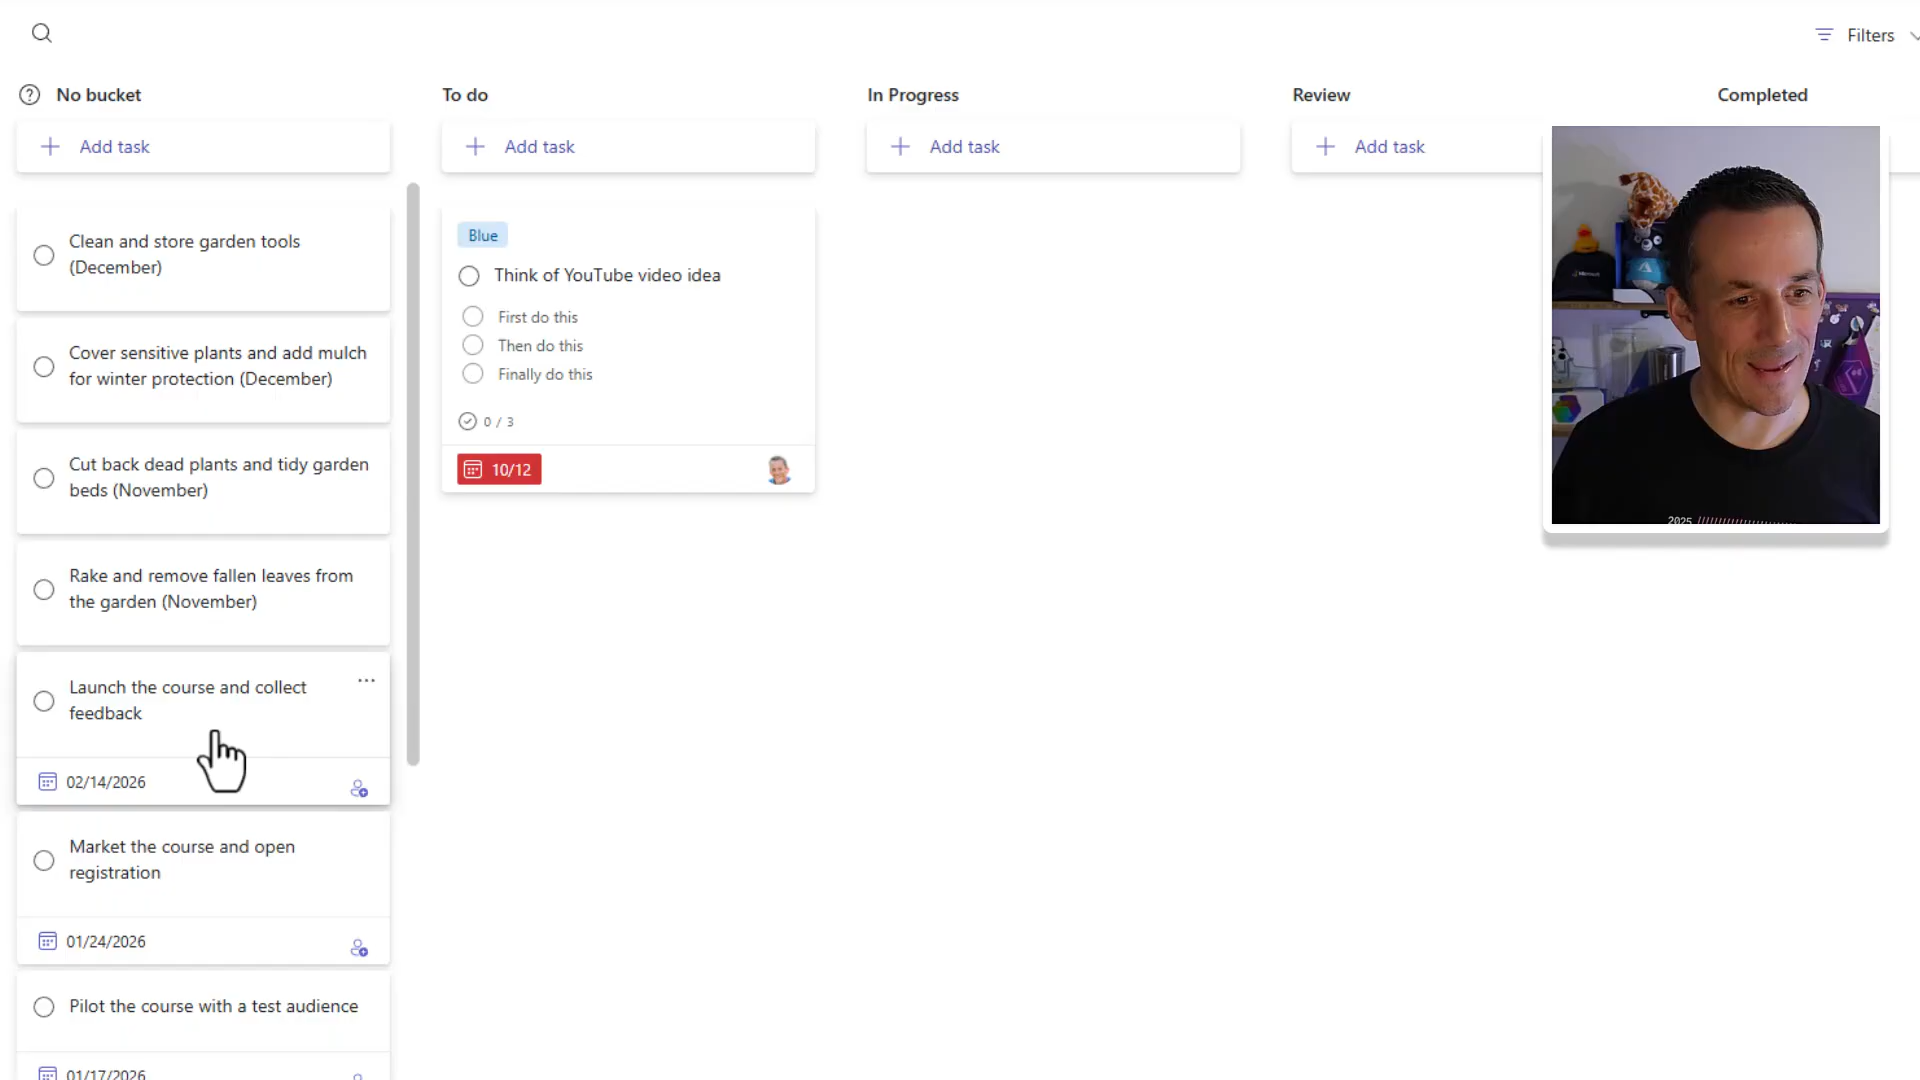 Filters
No bucket
Add task
Clean and store garden tools
(December)
Cover sensitive plants and add mulch
for winter protection (December)
Cut back dead plants and tidy garden
beds (November)
Rake and remove fallen leaves from
the garden (November)
Launch the course and collect
feedback
02/14/2026
Market the course and open
registration
01/24/2026
Pilot the course with a test audience
01/17/2026
To do
Add task
Blue
Think of YouTube video idea
First do this
Then do this
Finally do this
0 / 3
10/12
In Progress
Add task
Review
Add task
Completed
2025